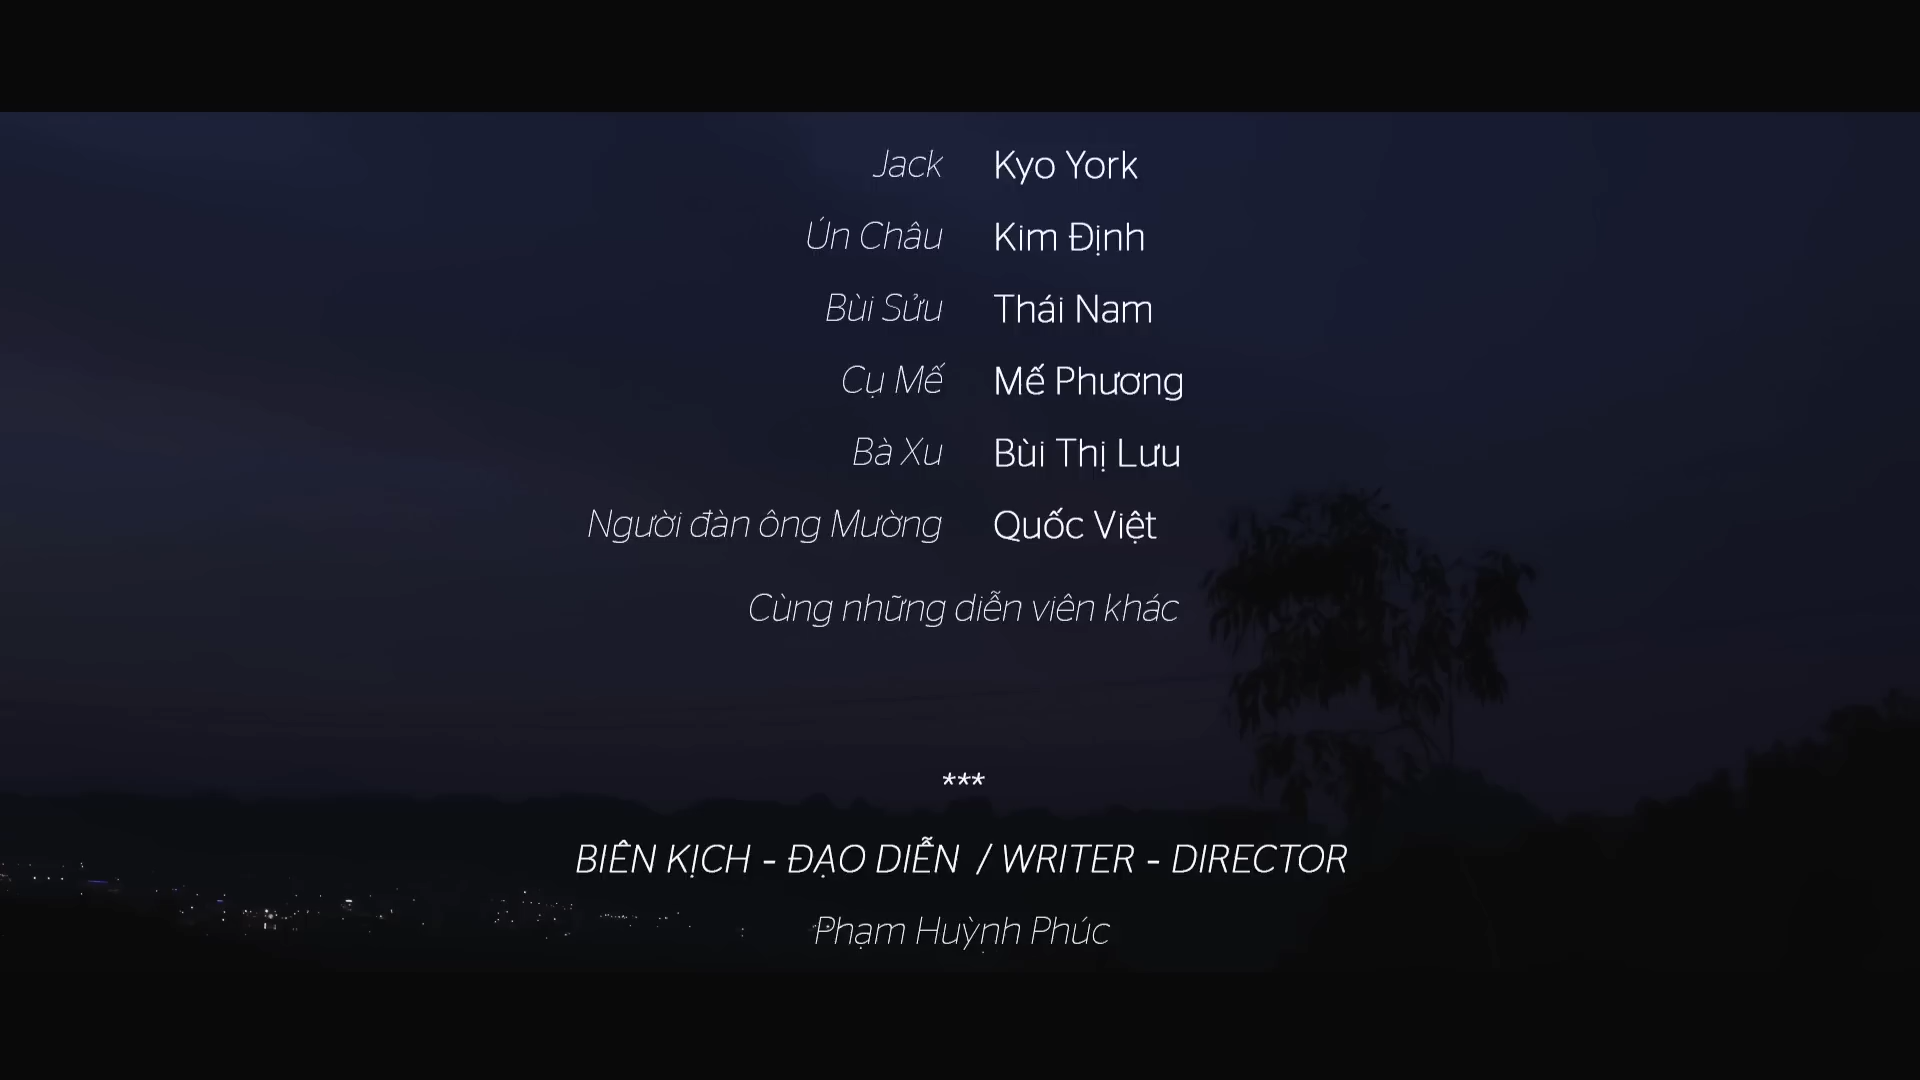 Jack Kyo York
Ún Châu Kim Định
Bùi Sửu Thái Nam
Cụ Mế Mế Phương
Bà Xu Bùi Thị Lưu
Người đàn ông Mường Quốc Việt
Cùng những diễn viên khác
***
BIÊN KỊCH - ĐẠO DIỄN / WRITER - DIRECTOR
Phạm Huỳnh Phúc